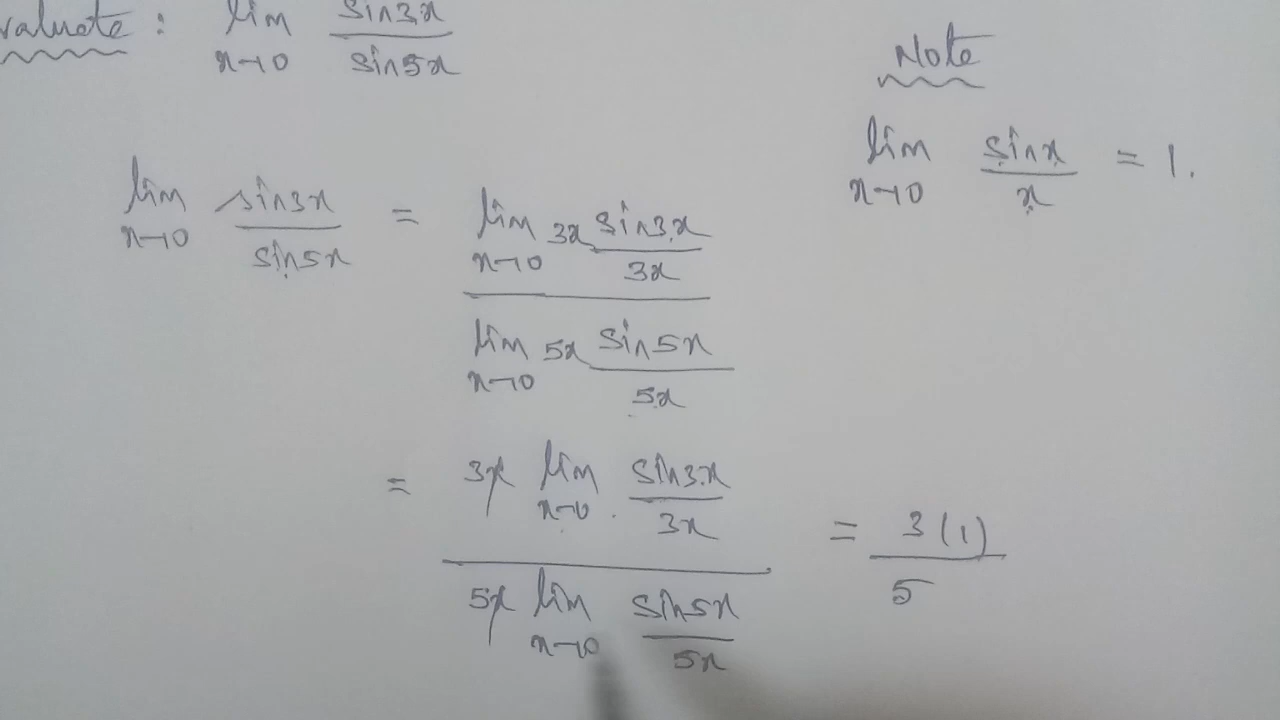 valuate : lim x→0 sin3x / sin5x
Note
lim x→0 sinx / x = 1.
lim x→0 sin3x / sin5x = lim x→0 3x sin3x / 3x
lim x→0 5x sin5x / 5x
= 3x lim x→0 sin3x / 3x
5x lim x→0 sin5x / 5x
= 3(1) / 5